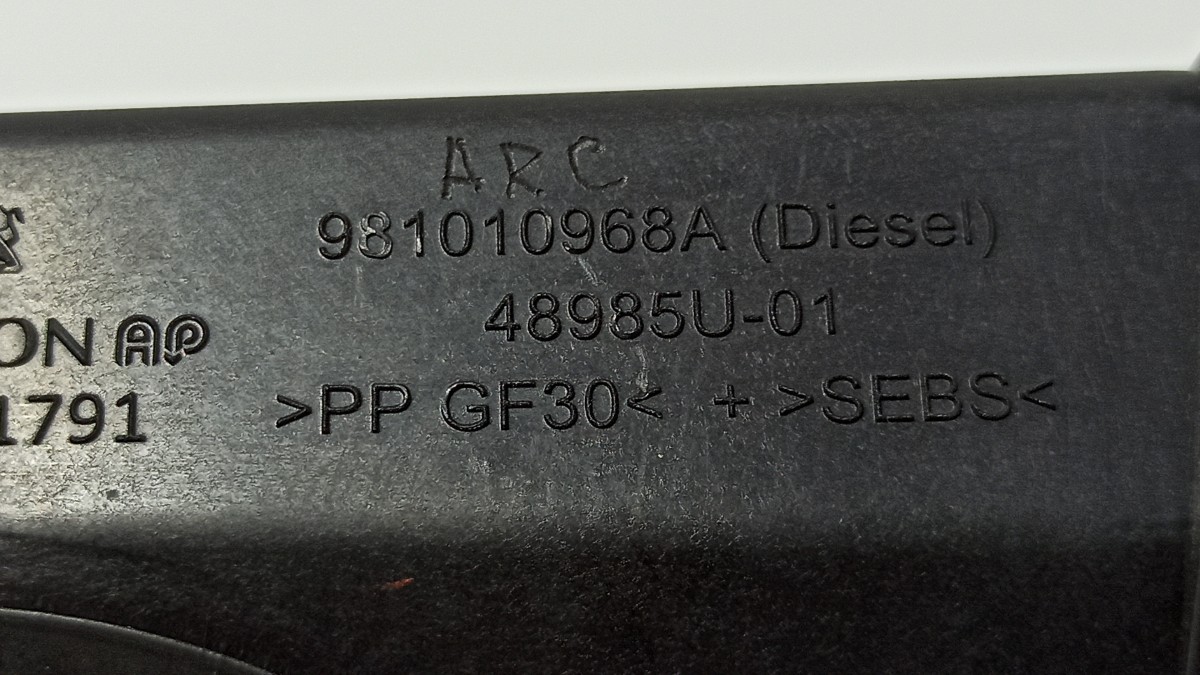 ARC
981010968A (Diesel)
48985U-01
ON AP
>PP GF30< + >SEBS<
1791